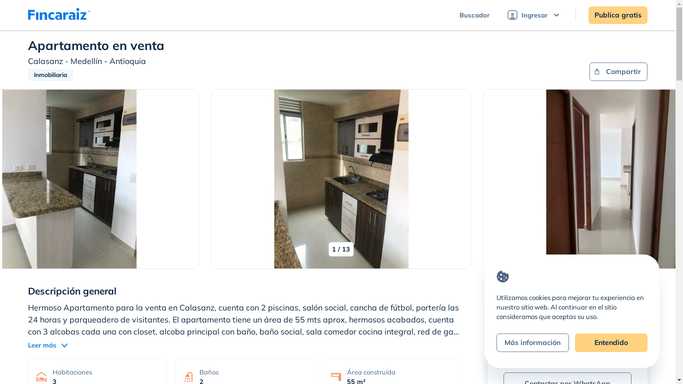 Fincaraiz
Buscador
Ingresar
Publica gratis
Apartamento en venta
Calasanz - Medellín - Antioquia
Inmobiliaria
Compartir
1 / 13
Descripción general
Hermoso Apartamento para la venta en Colasanz, cuenta con 2 piscinas, salón social, cancha de fútbol, portería las
24 horas y parqueadero de visitantes. El apartamento tiene un área de 55 mts aprox, hermosos acabados, cuenta
con 3 alcobas cada una con closet, alcoba principal con baño, baño social, sala comedor cocina integral, red de ga...
Leer más
Habitaciones
3
Baños
2
Área construida
55 m²
Utilizamos cookies para mejorar tu experiencia en
nuestro sitio web. Al continuar en el sitio
consideramos que aceptas su uso.
Más información
Entendido
Contactar por WhatsApp